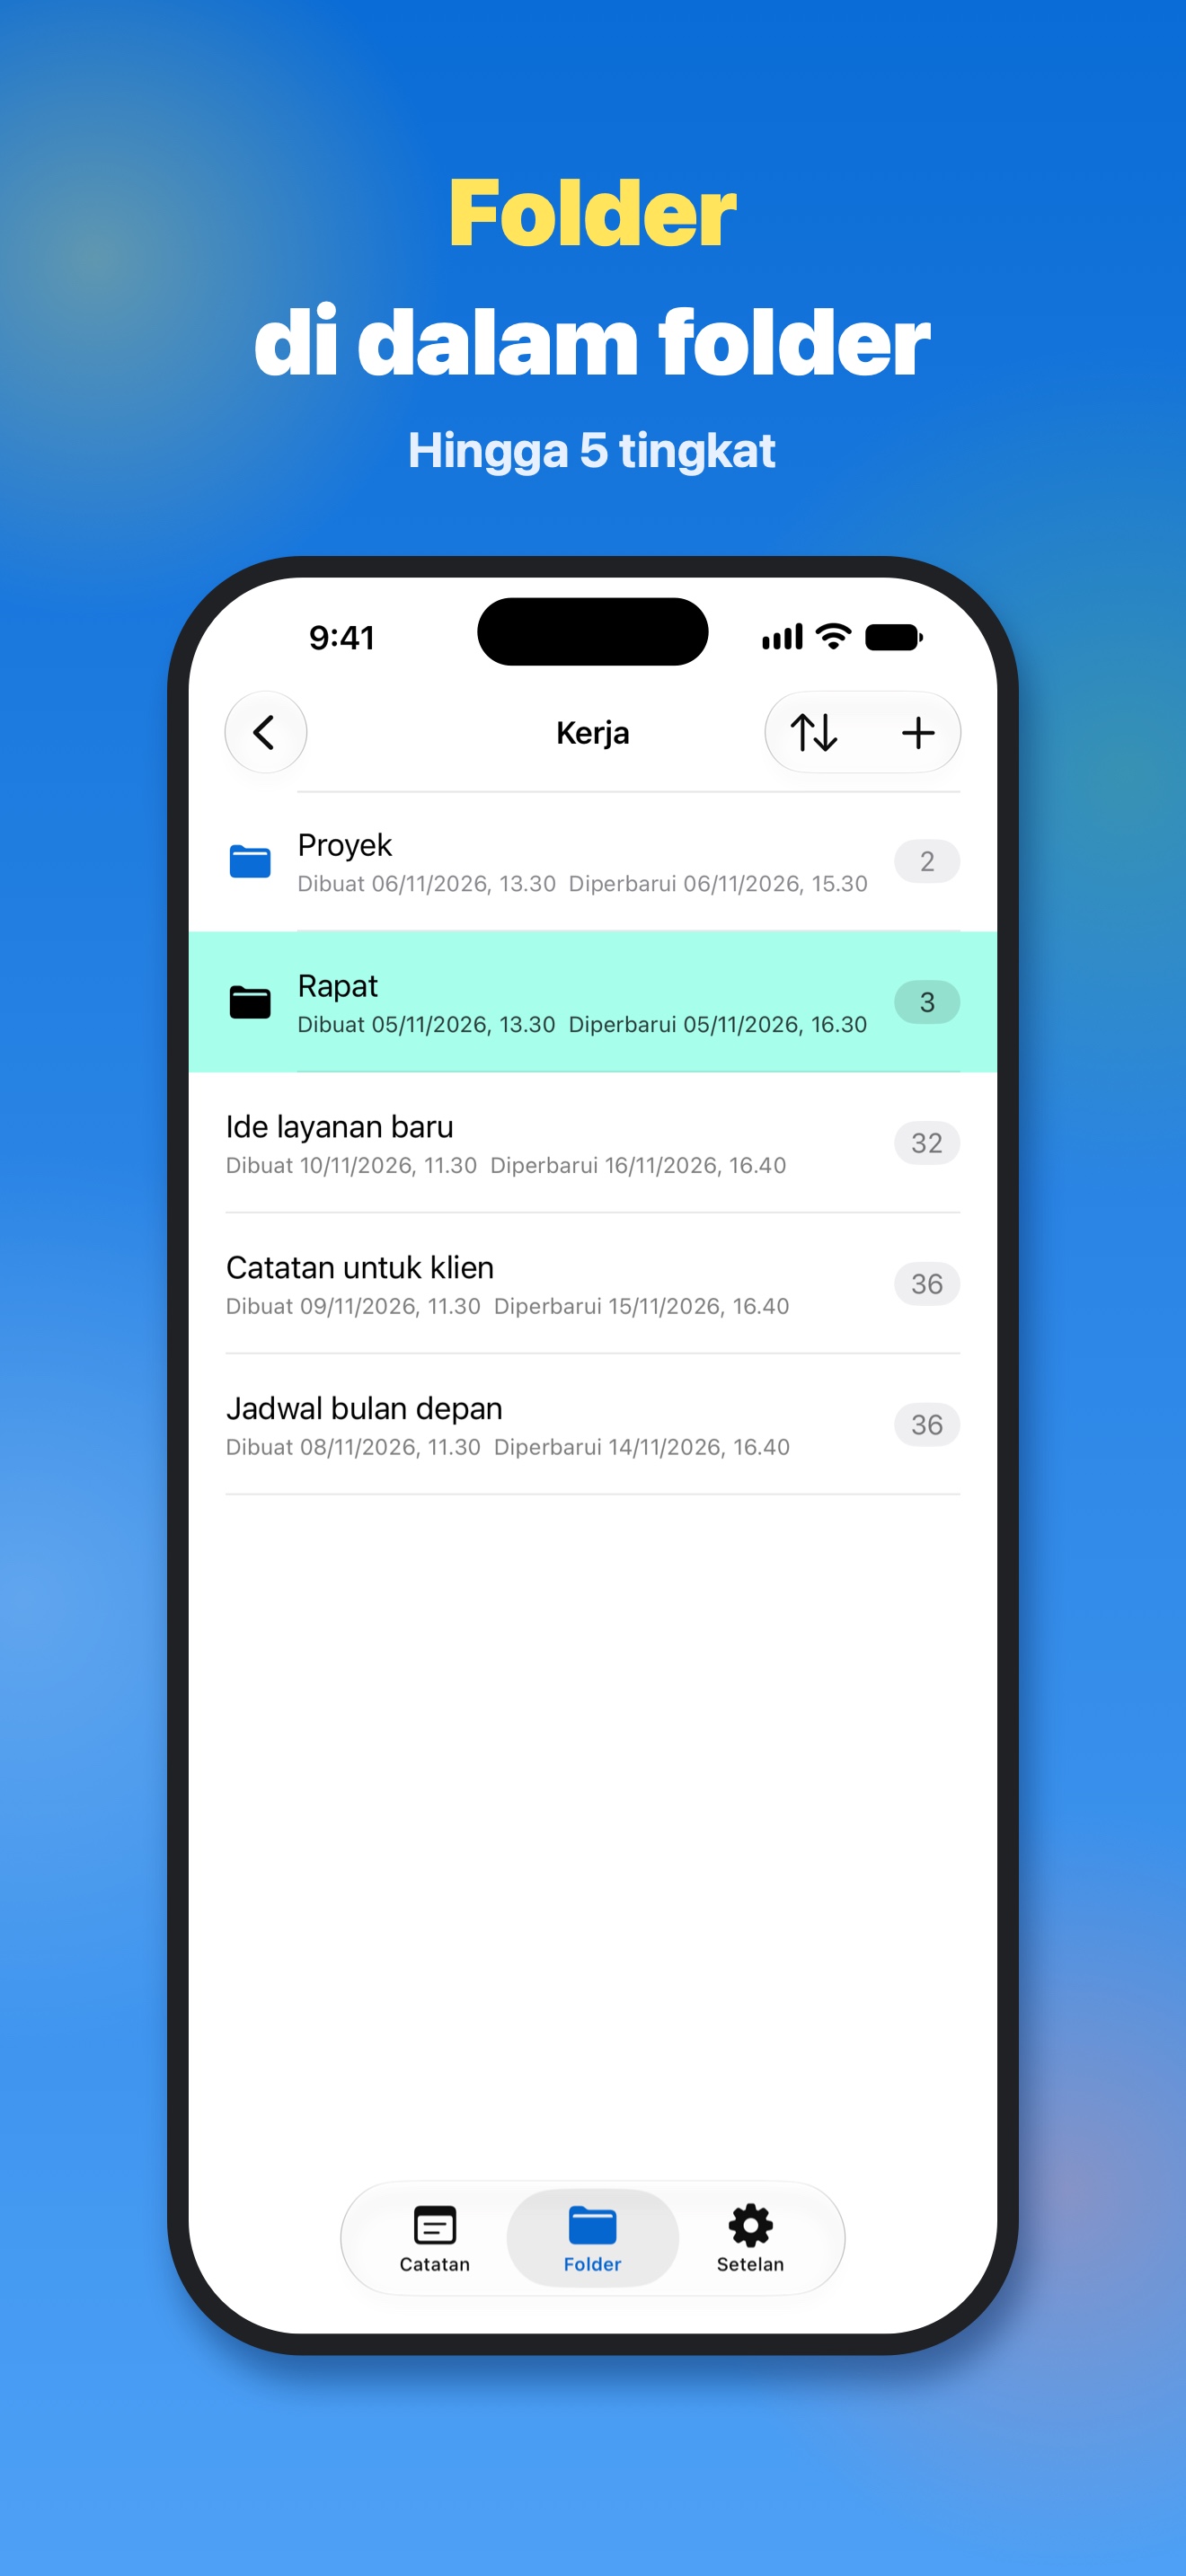 Folder
di dalam folder
Hingga 5 tingkat
9:41
Kerja
Proyek
Dibuat 06/11/2026, 13.30 Diperbarui 06/11/2026, 15.30
2
Rapat
Dibuat 05/11/2026, 13.30 Diperbarui 05/11/2026, 16.30
3
Ide layanan baru
Dibuat 10/11/2026, 11.30 Diperbarui 16/11/2026, 16.40
32
Catatan untuk klien
Dibuat 09/11/2026, 11.30 Diperbarui 15/11/2026, 16.40
36
Jadwal bulan depan
Dibuat 08/11/2026, 11.30 Diperbarui 14/11/2026, 16.40
36
Catatan
Folder
Setelan